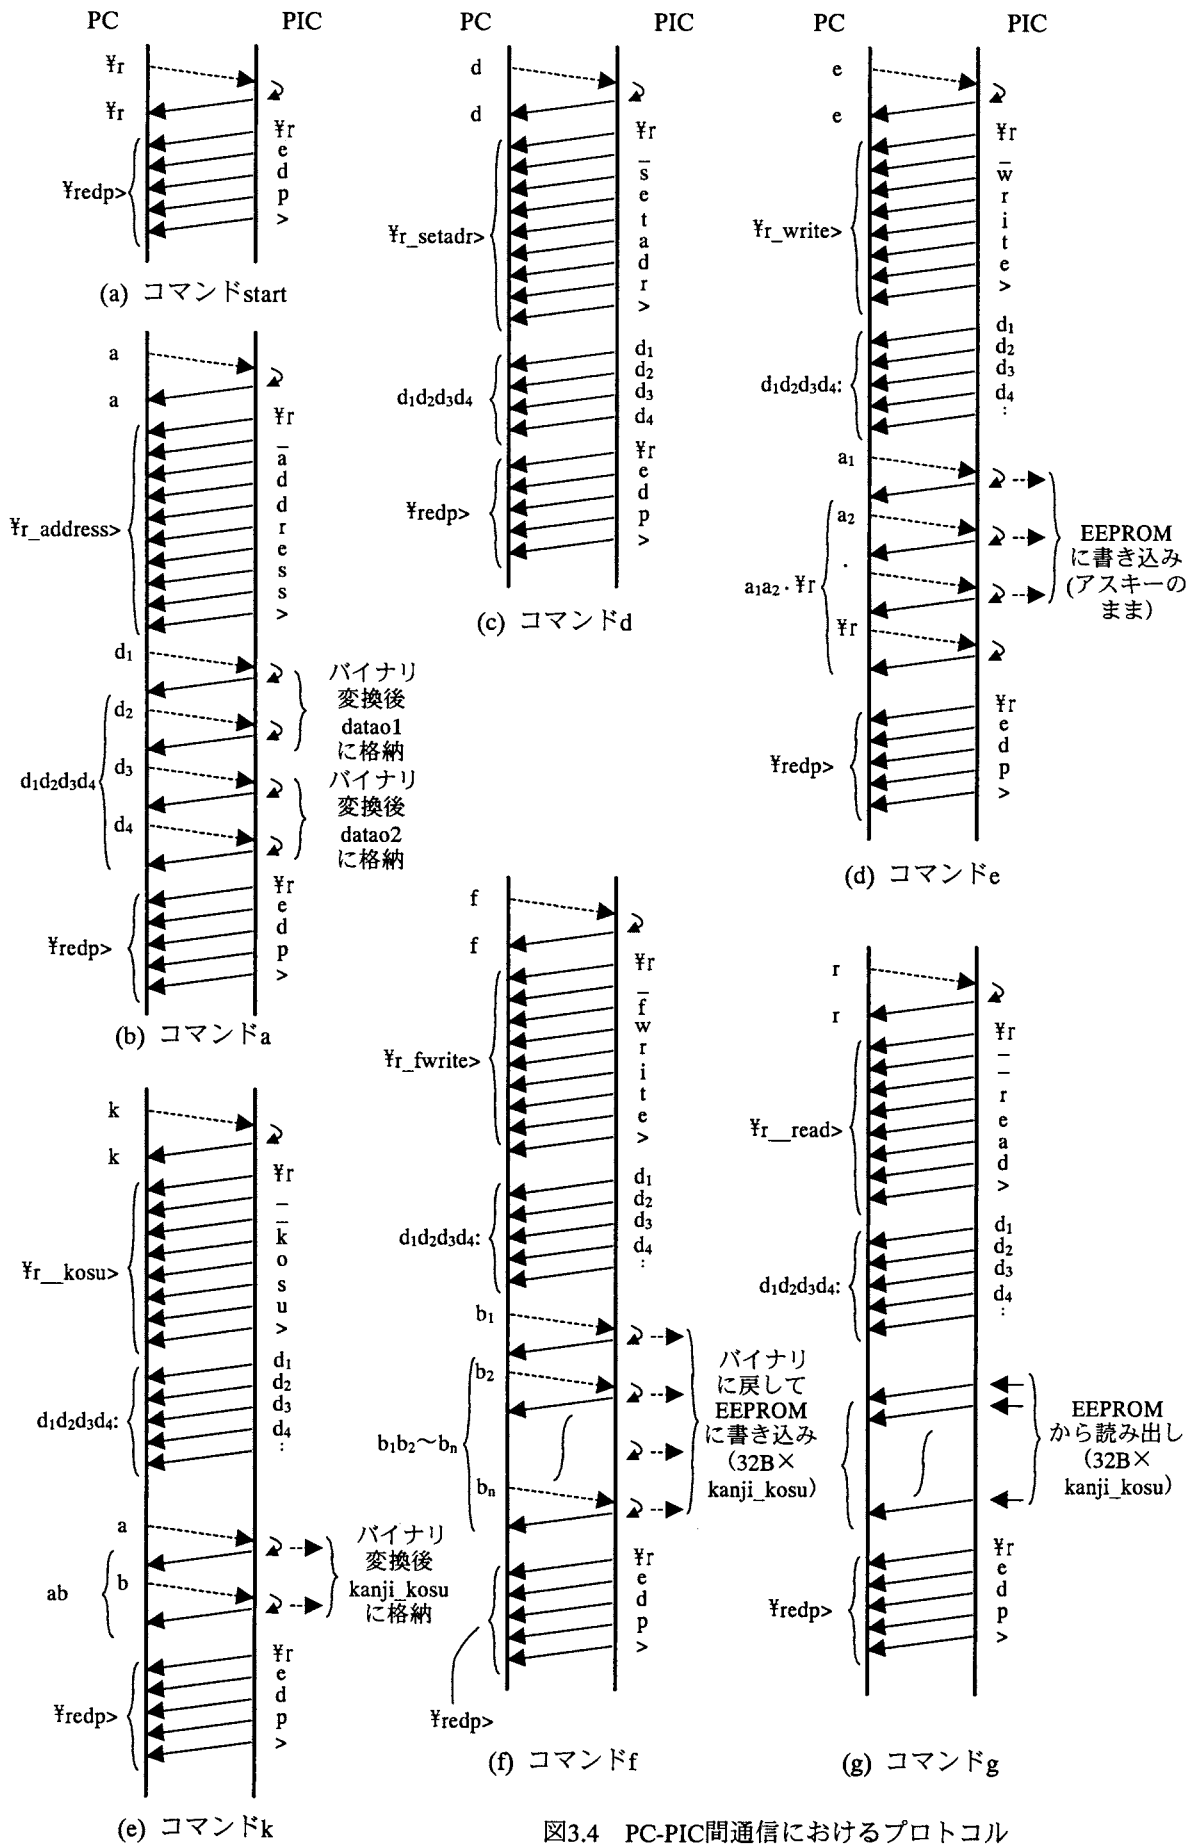 PC PIC
¥r
¥r
¥r
e
d
p
>
¥redp>
(a) コマンドstart
a
a
¥r
_
a
d
d
r
e
s
s
>
¥r_address>
d1
d2
d3
d4
d1d2d3d4
バイナリ
変換後
datao1
に格納
バイナリ
変換後
datao2
に格納
¥r
e
d
p
>
¥redp>
(b) コマンドa
k
k
¥r
_
_
k
o
s
u
>
¥r__kosu>
d1
d2
d3
d4
:
d1d2d3d4:
a
b
ab
バイナリ
変換後
kanji_kosu
に格納
¥r
e
d
p
>
¥redp>
(e) コマンドk
PC PIC
d
d
¥r
_
s
e
t
a
d
r
>
¥r_setadr>
d1
d2
d3
d4
d1d2d3d4
¥r
e
d
p
>
¥redp>
(c) コマンドd
f
f
¥r
_
f
w
r
i
t
e
>
¥r_fwrite>
d1
d2
d3
d4
:
d1d2d3d4:
b1
b2
bn
b1b2～bn
バイナリ
に戻して
EEPROM
に書き込み
（32B×
kanji_kosu）
¥r
e
d
p
>
¥redp>
(f) コマンドf
PC PIC
e
e
¥r
_
w
r
i
t
e
>
¥r_write>
d1
d2
d3
d4
:
d1d2d3d4:
a1
a2
.
¥r
a1a2・¥r
EEPROM
に書き込み
(アスキーの
まま）
¥r
e
d
p
>
¥redp>
(d) コマンドe
r
r
¥r
_
_
r
e
a
d
>
¥r__read>
d1
d2
d3
d4
:
d1d2d3d4:
EEPROM
から読み出し
（32B×
kanji_kosu）
¥r
e
d
p
>
¥redp>
(g) コマンドg
図3.4 PC-PIC間通信におけるプロトコル